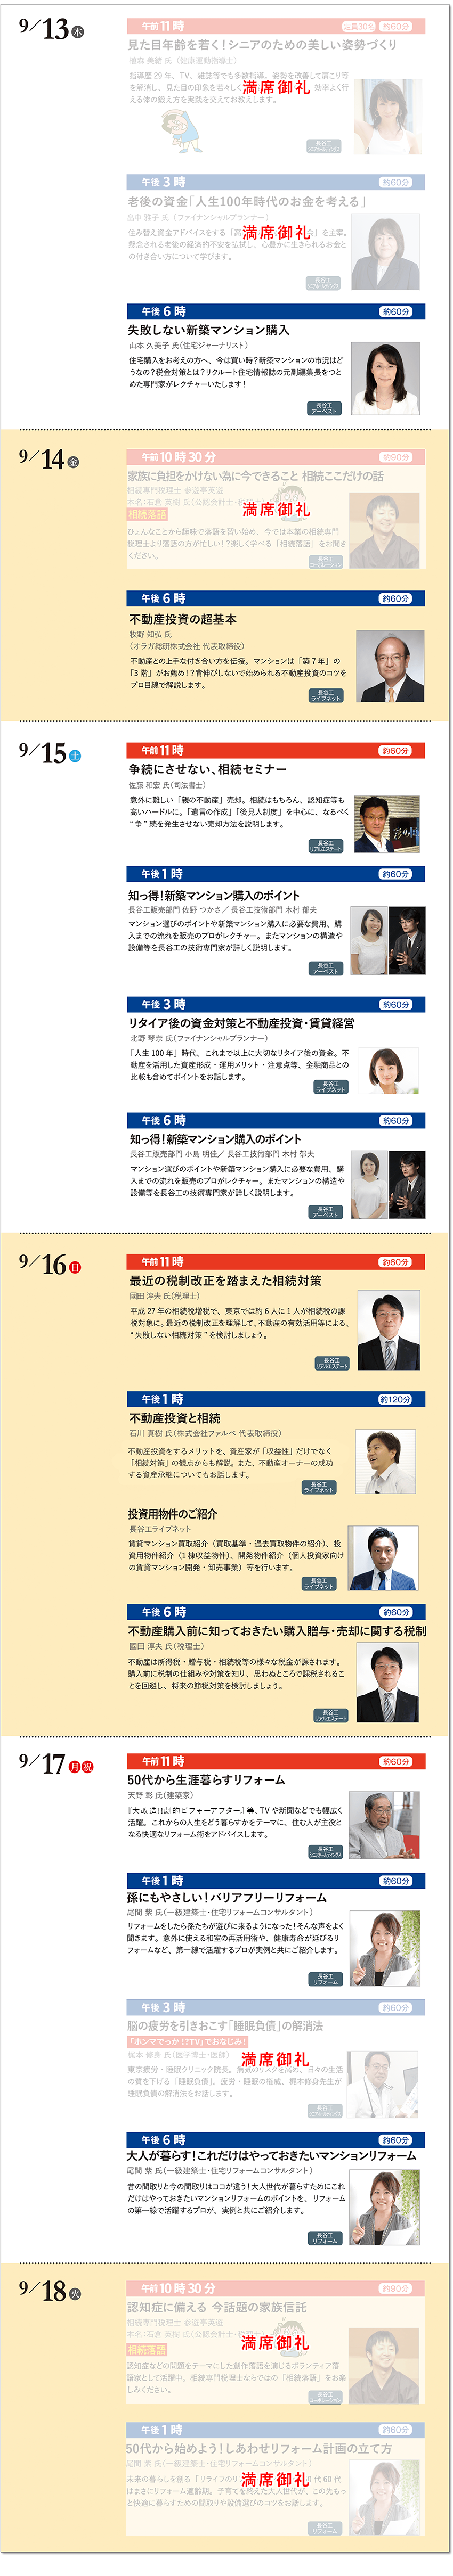 9/13 木
午前11時 定員30名 約60分
見た目年齢を若く!シニアのための美しい姿勢づくり
植森 美緒 氏(健康運動指導士)
指導歴 29 年、TV、雑誌等でも多数指導。姿勢を改善して肩こり等
を解消し、見た目の印象を若々しく 効率よく行
える体の鍛え方を実践を交えてお教えします。
満席御礼
長谷工
シニアホールディングス
午後3時 約60分
老後の資金「人生100年時代のお金を考える」
畠中 雅子 氏(ファイナンシャルプランナー)
住み替え資金アドバイスをする「高 会」を主宰。
懸念される老後の経済的不安を払拭し、心豊かに生きられるお金と
の付き合い方について学びます。
満席御礼
長谷工
シニアホールディングス
午後6時 約60分
失敗しない新築マンション購入
山本 久美子 氏(住宅ジャーナリスト)
住宅購入をお考えの方へ、今は買い時?新築マンションの市況はど
うなの?税金対策とは?リクルート住宅情報誌の元副編集長をつと
めた専門家がレクチャーいたします!
長谷工
アーベスト
9/14 金
午前10時30分 約90分
家族に負担をかけない為に今できること 相続ここだけの話
相続専門税理士 参遊亭英遊
本名:石倉 英樹 氏(公認会計士・税理士)
相続落語
満席御礼
ひょんなことから趣味で落語を習い始め、今では本業の相続専門
税理士より落語の方が忙しい!?楽しく学べる「相続落語」をお聞き
ください。
長谷工
コーポレーション
午後6時 約60分
不動産投資の超基本
牧野 知弘 氏
(オラガ総研株式会社 代表取締役)
不動産との上手な付き合い方を伝授。マンションは「築7年」の
「3階」がお薦め!?背伸びしないで始められる不動産投資のコツを
プロ目線で解説します。
長谷工
ライブネット
9/15 土
午前11時 約60分
争続にさせない、相続セミナー
佐藤 和宏 氏(司法書士)
意外に難しい「親の不動産」売却。相続はもちろん、認知症等も
高いハードルに。「遺言の作成」「後見人制度」を中心に、なるべく
“争”続を発生させない売却方法を説明します。
長谷工
リアルエステート
午後1時 約60分
知っ得!新築マンション購入のポイント
長谷工販売部門 佐野 つかさ/長谷工技術部門 木村 郁夫
マンション選びのポイントや新築マンション購入に必要な費用、購
入までの流れを販売のプロがレクチャー。またマンションの構造や
設備等を長谷工の技術専門家が詳しく説明します。
長谷工
アーベスト
午後3時 約60分
リタイア後の資金対策と不動産投資・賃貸経営
北野 琴奈 氏(ファイナンシャルプランナー)
「人生 100 年」時代、これまで以上に大切なリタイア後の資金。不
動産を活用した資産形成・運用メリット・注意点等、金融商品との
比較も含めてポイントをお話します。
長谷工
ライブネット
午後6時 約60分
知っ得!新築マンション購入のポイント
長谷工販売部門 小島 明佳/長谷工技術部門 木村 郁夫
マンション選びのポイントや新築マンション購入に必要な費用、購
入までの流れを販売のプロがレクチャー。またマンションの構造や
設備等を長谷工の技術専門家が詳しく説明します。
長谷工
アーベスト
9/16 日
午前11時 約60分
最近の税制改正を踏まえた相続対策
國田 淳夫 氏(税理士)
平成 27 年の相続税増税で、東京では約6人に1人が相続税の課
税対象に。最近の税制改正を理解して、不動産の有効活用等による、
“失敗しない相続対策”を検討しましょう。
長谷工
リアルエステート
午後1時 約120分
不動産投資と相続
石川 真樹 氏(株式会社ファルベ 代表取締役)
不動産投資をするメリットを、資産家が「収益性」だけでなく
「相続対策」の観点からも解説。また、不動産オーナーの成功
する資産承継についてもお話します。
長谷工
ライブネット
投資用物件のご紹介
長谷工ライブネット
賃貸マンション買取紹介(買取基準・過去買取物件の紹介)、投
資用物件紹介(1棟収益物件)、開発物件紹介(個人投資家向け
の賃貸マンション開発・卸売事業)等を行います。
長谷工
ライブネット
午後6時 約60分
不動産購入前に知っておきたい購入贈与・売却に関する税制
國田 淳夫 氏(税理士)
不動産は所得税・贈与税・相続税等の様々な税金が課されます。
購入前に税制の仕組みや対策を知り、思わぬところで課税されるこ
とを回避し、将来の節税対策を検討しましょう。
長谷工
リアルエステート
9/17 月 祝
午前11時 約60分
50代から生涯暮らすリフォーム
天野 彰 氏(建築家)
『大改造!!劇的ビフォーアフター』等、TV や新聞などでも幅広く
活躍。これからの人生をどう暮らすかをテーマに、住む人が主役と
なる快適なリフォーム術をアドバイスします。
長谷工
シニアホールディングス
午後1時 約60分
孫にもやさしい!バリアフリーリフォーム
尾間 紫 氏(一級建築士・住宅リフォームコンサルタント)
リフォームをしたら孫たちが遊びに来るようになった!そんな声をよく
聞きます。意外に使える和室の再活用術や、健康寿命が延びるリ
フォームなど、第一線で活躍するプロが実例と共にご紹介します。
長谷工
リフォーム
午後3時 約60分
脳の疲労を引きおこす「睡眠負債」の解消法
「ホンマでっか!?TV」でおなじみ!
梶本 修身 氏(医学博士・医師)
満席御礼
東京疲労・睡眠クリニック院長。病気のリスクを高め、日々の生活
の質を下げる「睡眠負債」。疲労・睡眠の権威、梶本修身先生が
睡眠負債の解消法をお話します。
午後6時 約60分
大人が暮らす!これだけはやっておきたいマンションリフォーム
尾間 紫 氏(一級建築士・住宅リフォームコンサルタント)
昔の間取りと今の間取りはココが違う!大人世代が暮らすためにこれ
だけはやっておきたいマンションリフォームのポイントを、リフォーム
の第一線で活躍するプロが、実例と共にご紹介します。
長谷工
リフォーム
9/18 火
午前10時30分 約90分
認知症に備える 今話題の家族信託
相続専門税理士 参遊亭英遊
本名:石倉 英樹 氏(公認会計士・税理士)
相続落語
満席御礼
認知症などの問題をテーマにした創作落語を演じるボランティア落
語家として活躍中。相続専門税理士ならではの「相続落語」をお楽
しみください。
長谷工
コーポレーション
午後1時 約60分
50代から始めよう!しあわせリフォーム計画の立て方
尾間 紫 氏(一級建築士・住宅リフォームコンサルタント)
未来の暮らしを創る「リライフのリフ 代 60代
はまさにリフォーム適齢期。子育てを終えた大人世代が、この先もっ
と快適に暮らすための間取りや設備選びのコツをお話します。
満席御礼
長谷工
リフォーム